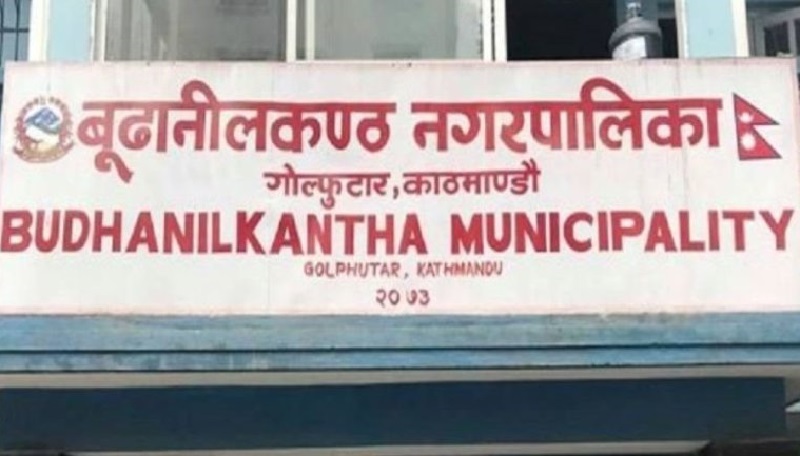 बूढानीलकण्ठ नगरपालिका
गोल्फुटार, काठमाण्डौ
BUDHANILKANTHA MUNICIPALITY
GOLPHUTAR, KATHMANDU
२०७३